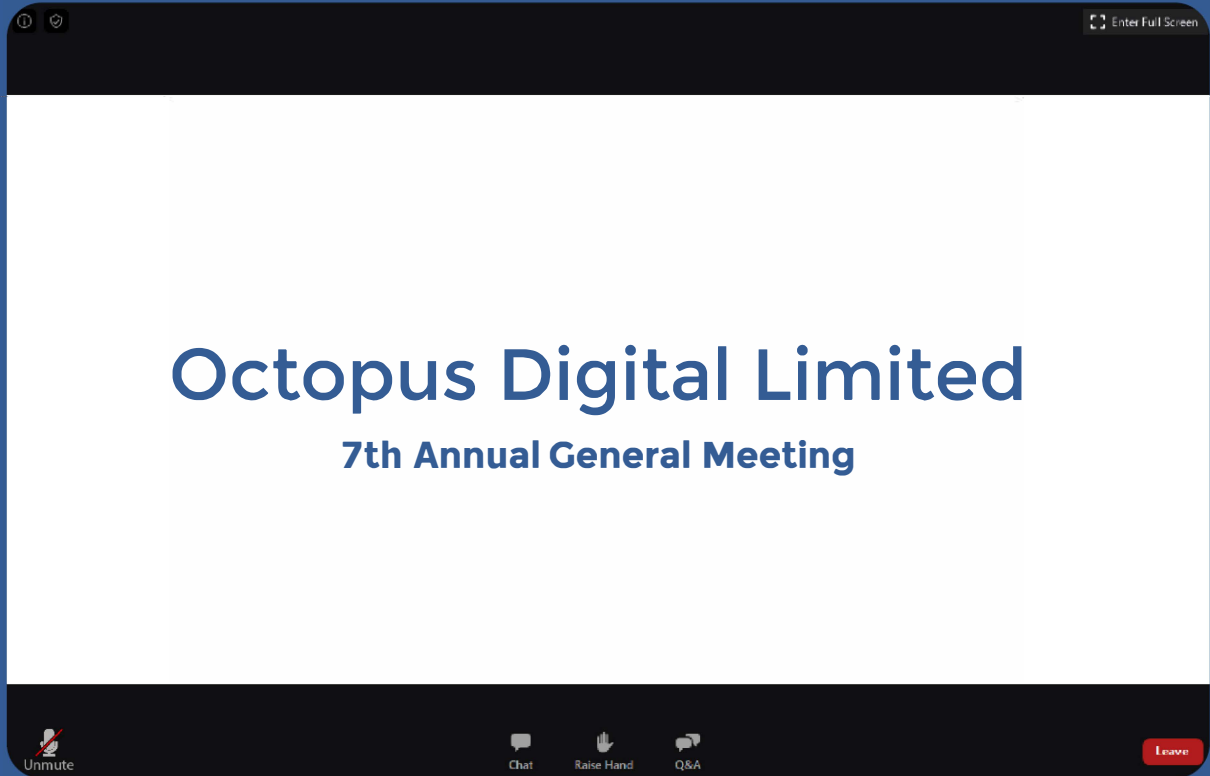 Enter Full Screen
Octopus Digital Limited
7th Annual General Meeting
Unmute
Chat
Raise Hand
Q&A
Leave